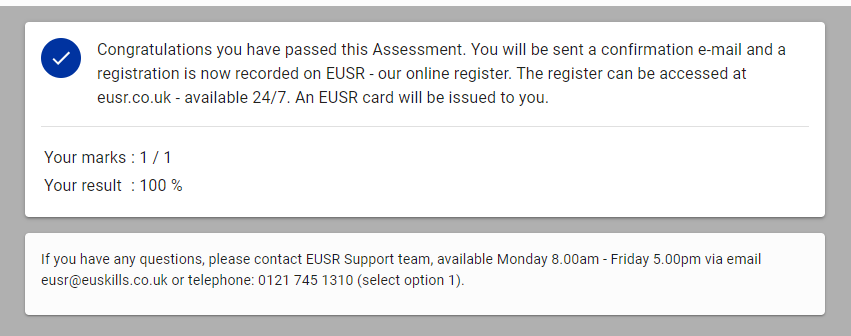 Congratulations you have passed this Assessment. You will be sent a confirmation e-mail and a
registration is now recorded on EUSR - our online register. The register can be accessed at
eusr.co.uk - available 24/7. An EUSR card will be issued to you.
Your marks : 1 / 1
Your result : 100 %
If you have any questions, please contact EUSR Support team, available Monday 8.00am - Friday 5.00pm via email
eusr@euskills.co.uk or telephone: 0121 745 1310 (select option 1).